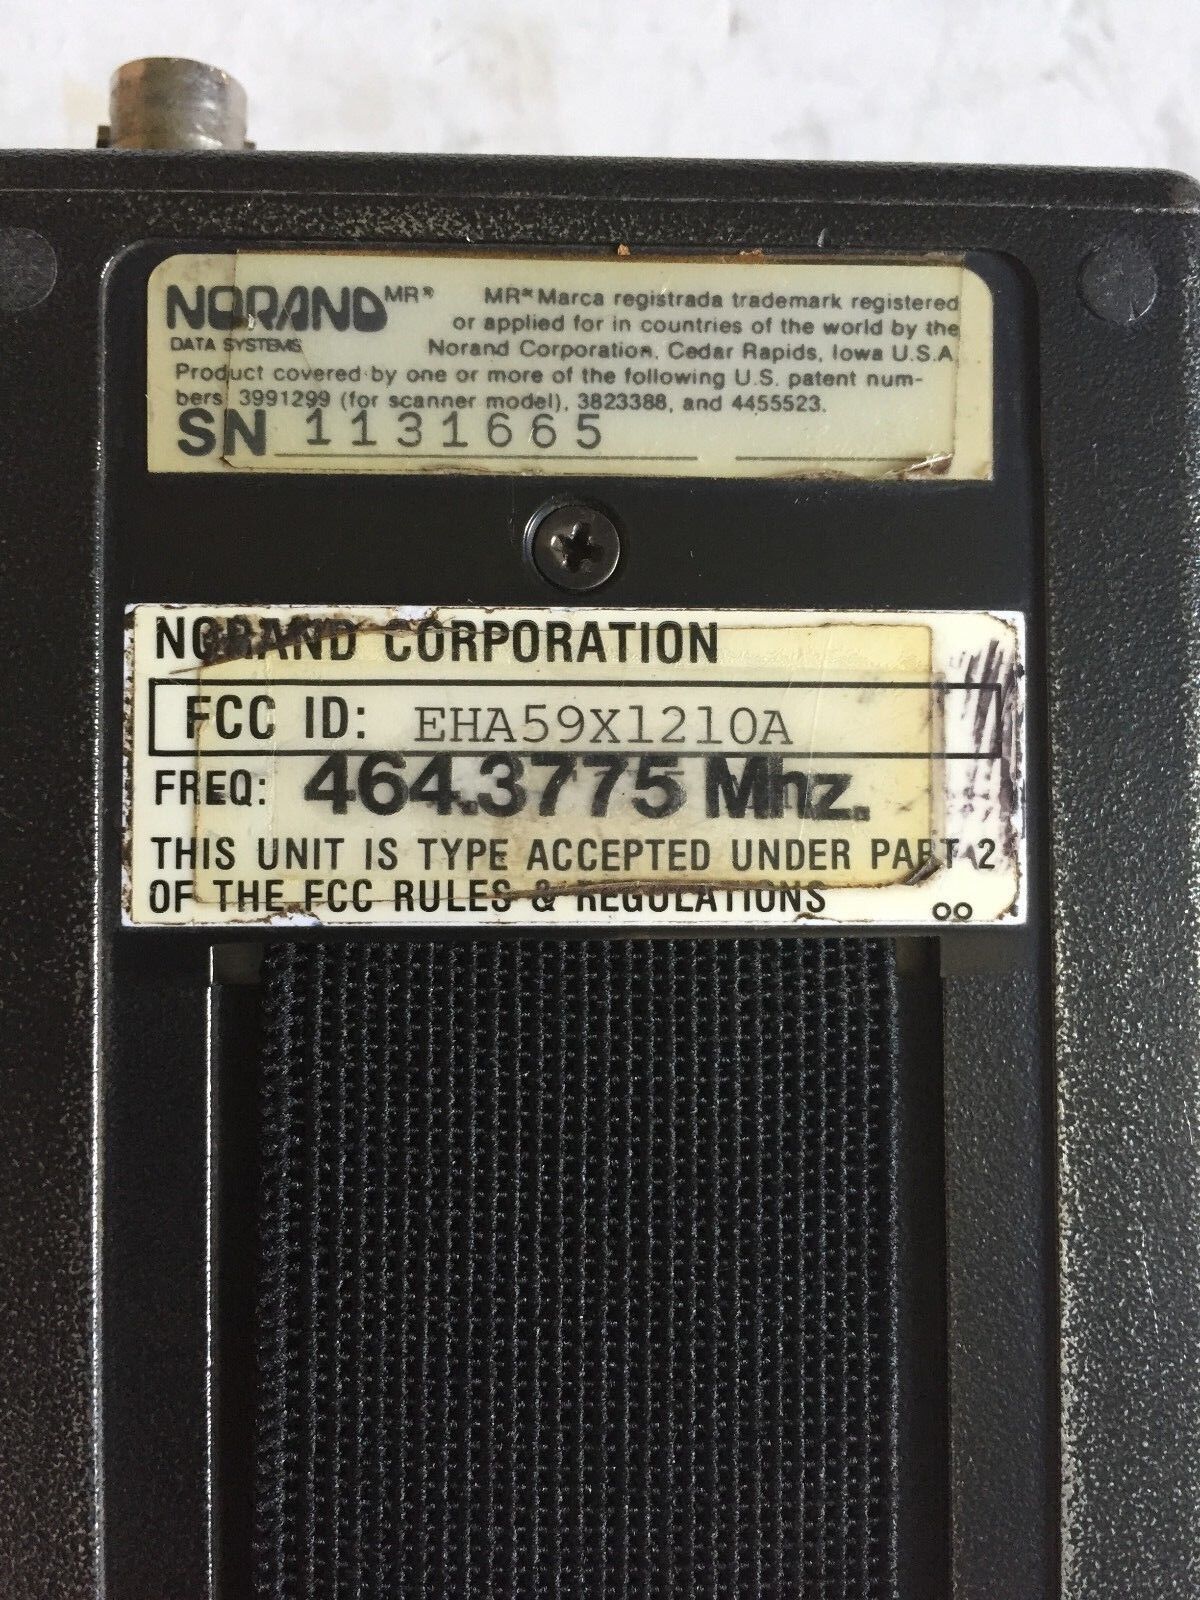 NORAND MR® MR® Marca registrada trademark registered
or applied for in countries of the world by the
DATA SYSTEMS Norand Corporation, Cedar Rapids, Iowa U.S.A.
Product covered by one or more of the following U.S. patent num-
bers 3991299 (for scanner model), 3823388, and 4455523.
SN 1131665
NORAND CORPORATION
FCC ID: EHA59X1210A
FREQ: 464.3775 Mhz.
THIS UNIT IS TYPE ACCEPTED UNDER PART 2
OF THE FCC RULES & REGULATIONS